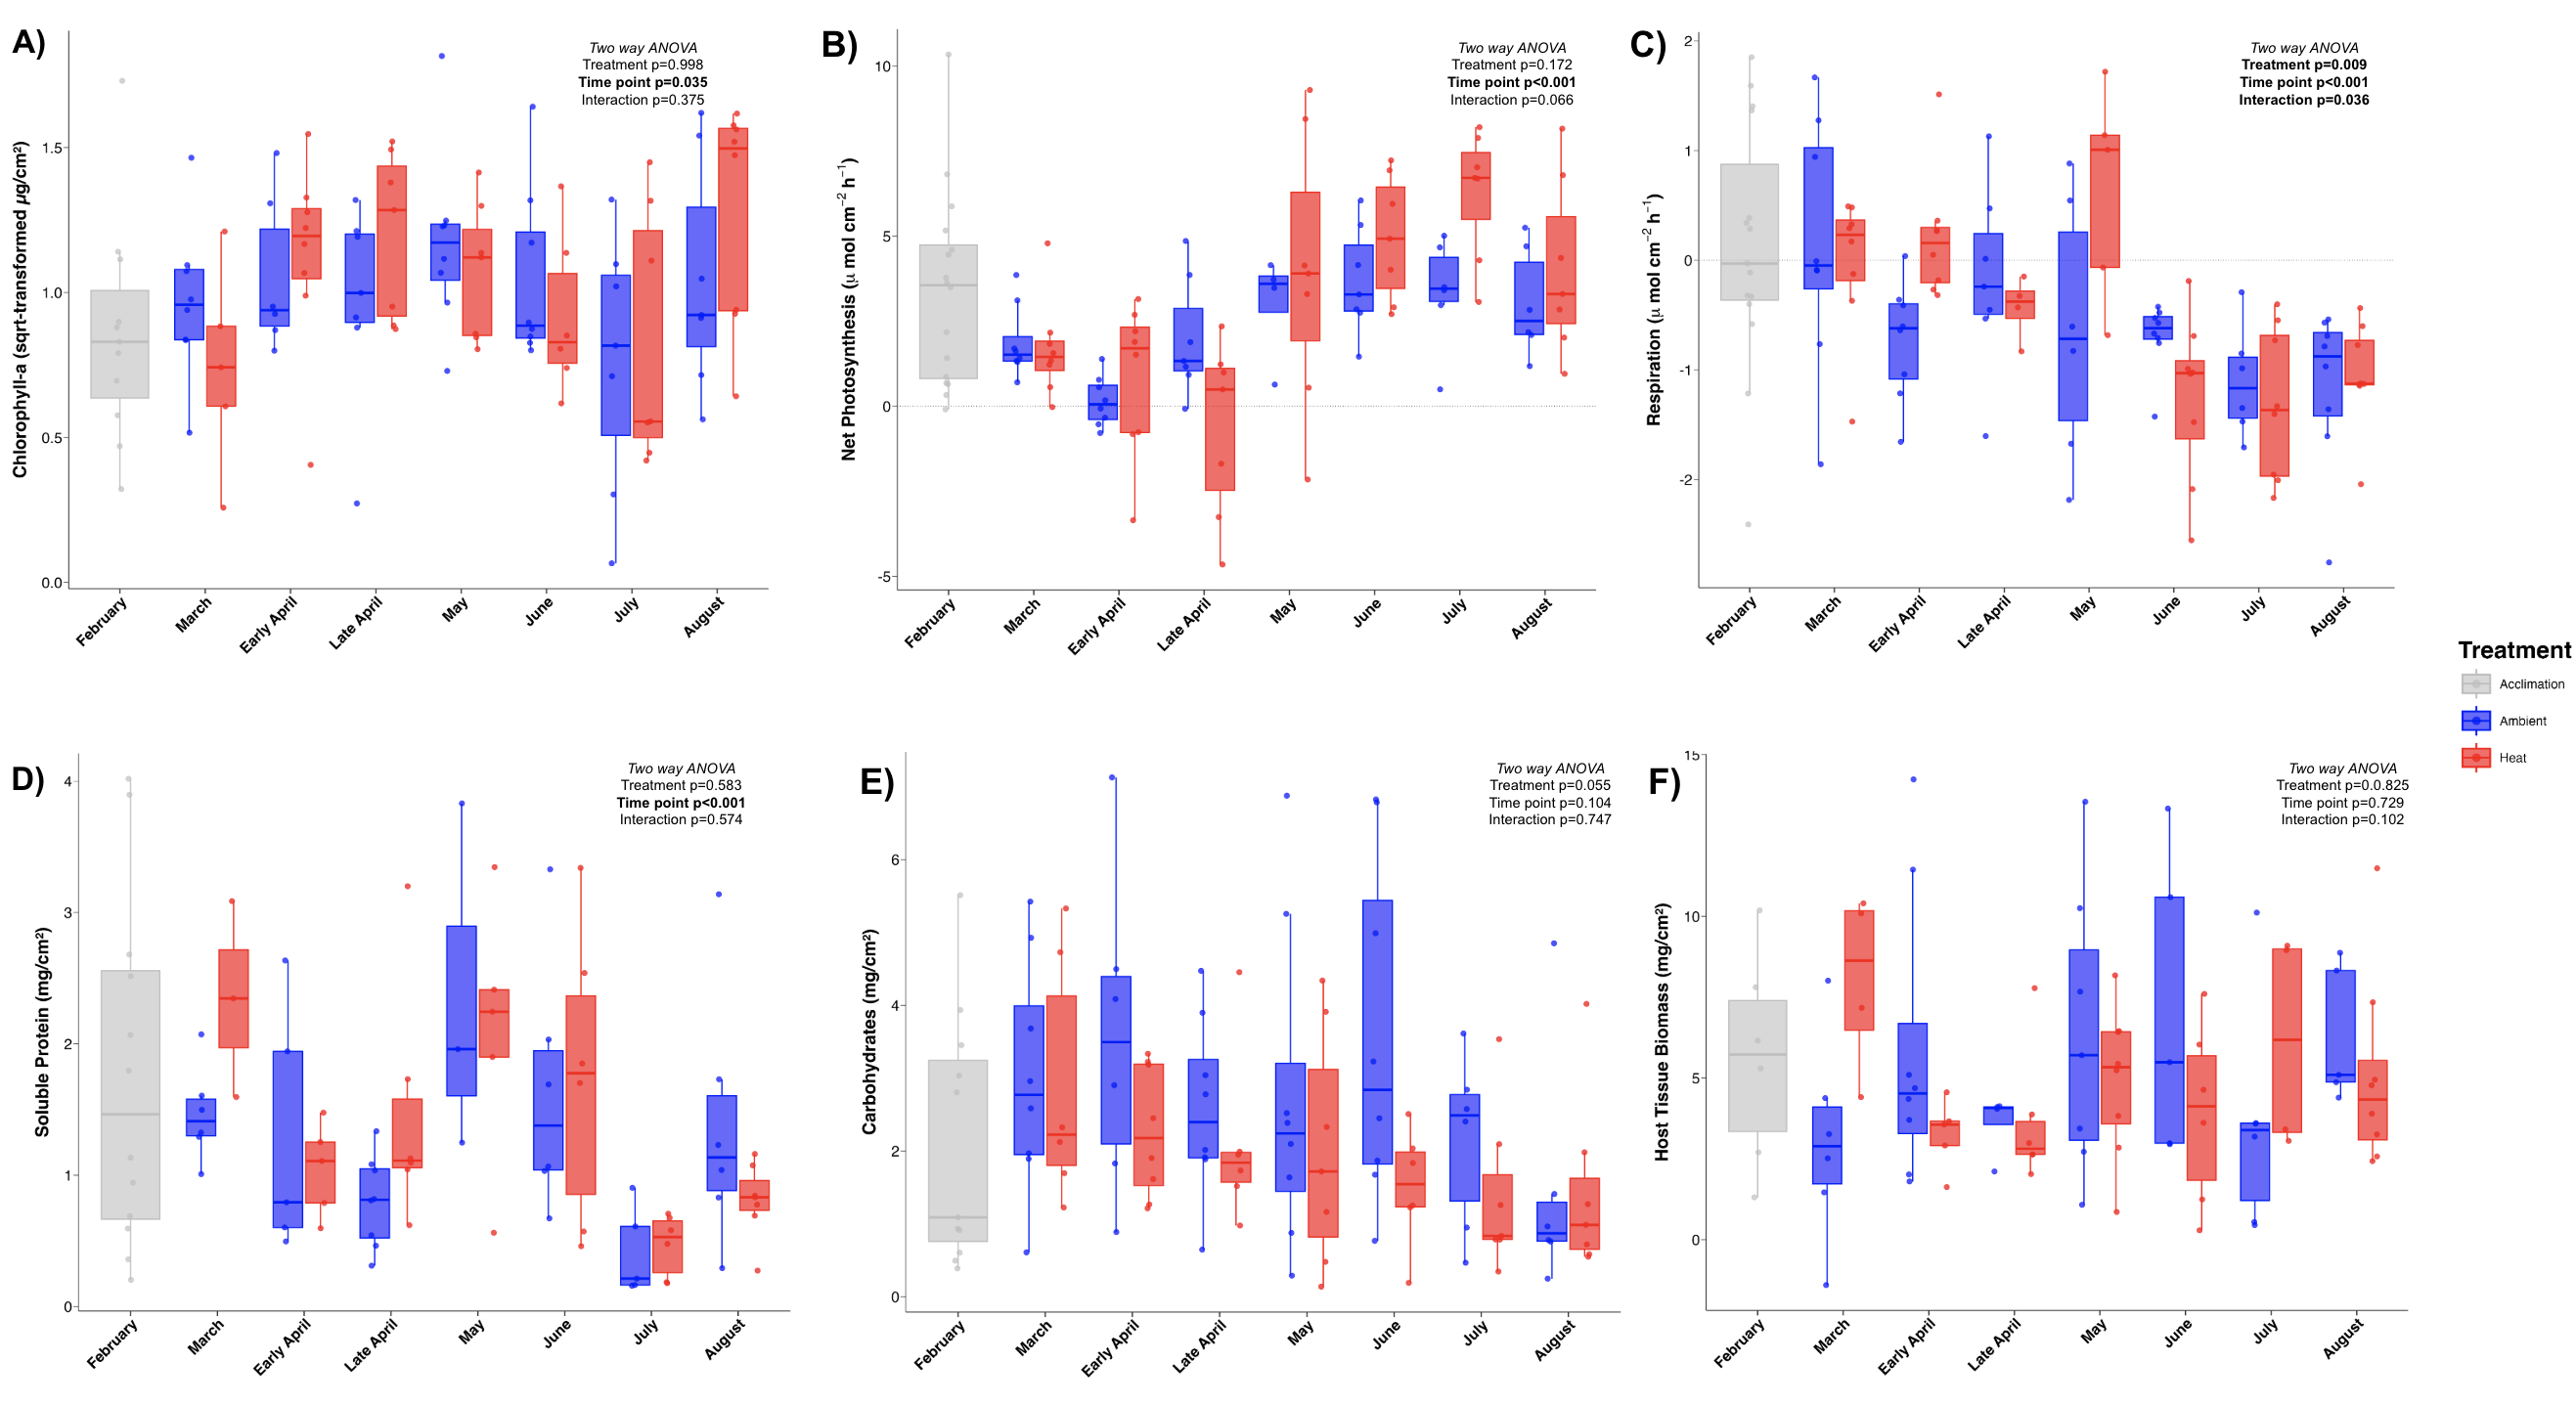 A)
Two way ANOVA
Treatment p=0.998
Time point p=0.035
Interaction p=0.375
Chlorophyll-a (sqrt-transformed µg/cm²)
1.5
1.0
0.5
0.0
February
March
Early April
Late April
May
June
July
August
B)
Two way ANOVA
Treatment p=0.172
Time point p<0.001
Interaction p=0.066
Net Photosynthesis (µ mol cm⁻² h⁻¹)
10
5
0
-5
February
March
Early April
Late April
May
June
July
August
C)
Two way ANOVA
Treatment p=0.009
Time point p<0.001
Interaction p=0.036
Respiration (µ mol cm⁻² h⁻¹)
2
1
0
-1
-2
February
March
Early April
Late April
May
June
July
August
Treatment
Acclimation
Ambient
Heat
D)
Two way ANOVA
Treatment p=0.583
Time point p<0.001
Interaction p=0.574
Soluble Protein (mg/cm²)
4
3
2
1
0
February
March
Early April
Late April
May
June
July
August
E)
Two way ANOVA
Treatment p=0.055
Time point p=0.104
Interaction p=0.747
Carbohydrates (mg/cm²)
6
4
2
0
February
March
Early April
Late April
May
June
July
August
F)
Two way ANOVA
Treatment p=0.0.825
Time point p=0.729
Interaction p=0.102
Host Tissue Biomass (mg/cm²)
15
10
5
0
February
March
Early April
Late April
May
June
July
August